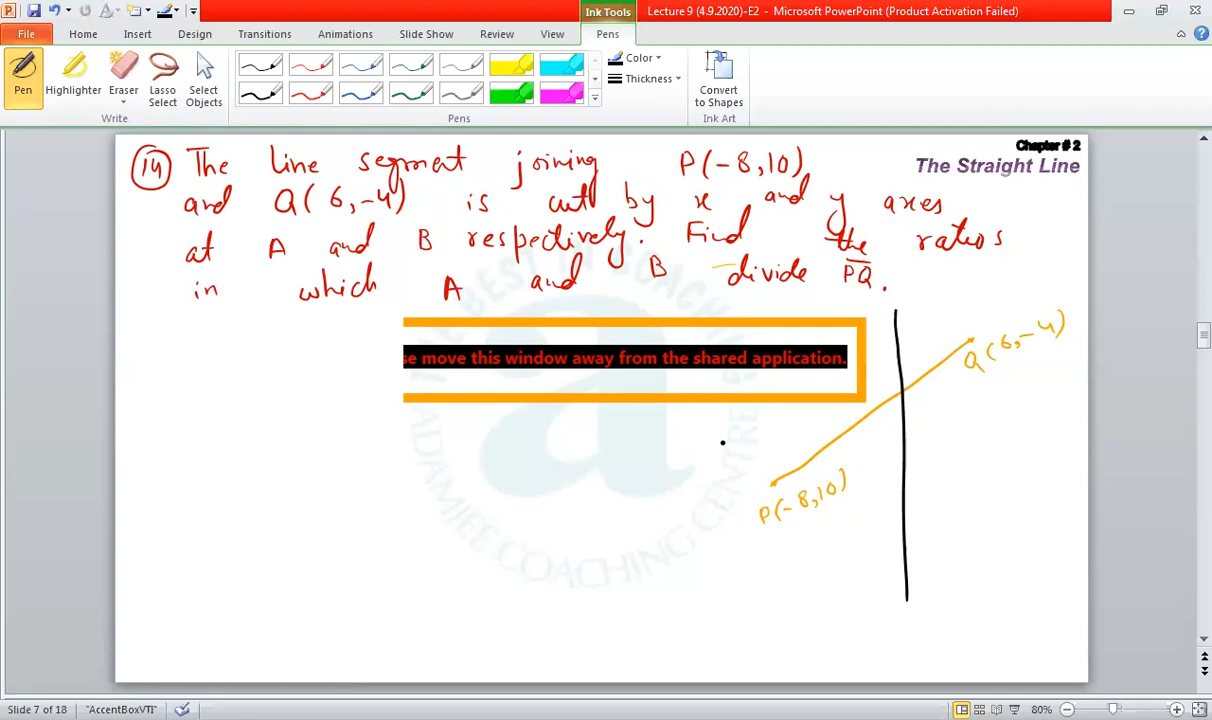 Ink Tools
Lecture 9 (4.9.2020)-E2 - Microsoft PowerPoint (Product Activation Failed)
File Home Insert Design Transitions Animations Slide Show Review View Pens
Pen Highlighter Eraser Lasso Select Select Objects
Color
Thickness
Convert to Shapes
Write Pens Ink Art
Chapter # 2
The Straight Line
14 The line segment joining P(-8,10)
and Q(6,-4) is cut by x and y axes
at A and B respectively. Find the ratios
in which A and B divide PQ.
se move this window away from the shared application.
Q(6,-4)
P(-8,10)
ADAMJEE COACHING CENTRE
a
Slide 7 of 18 "AccentBoxVTI" 80%